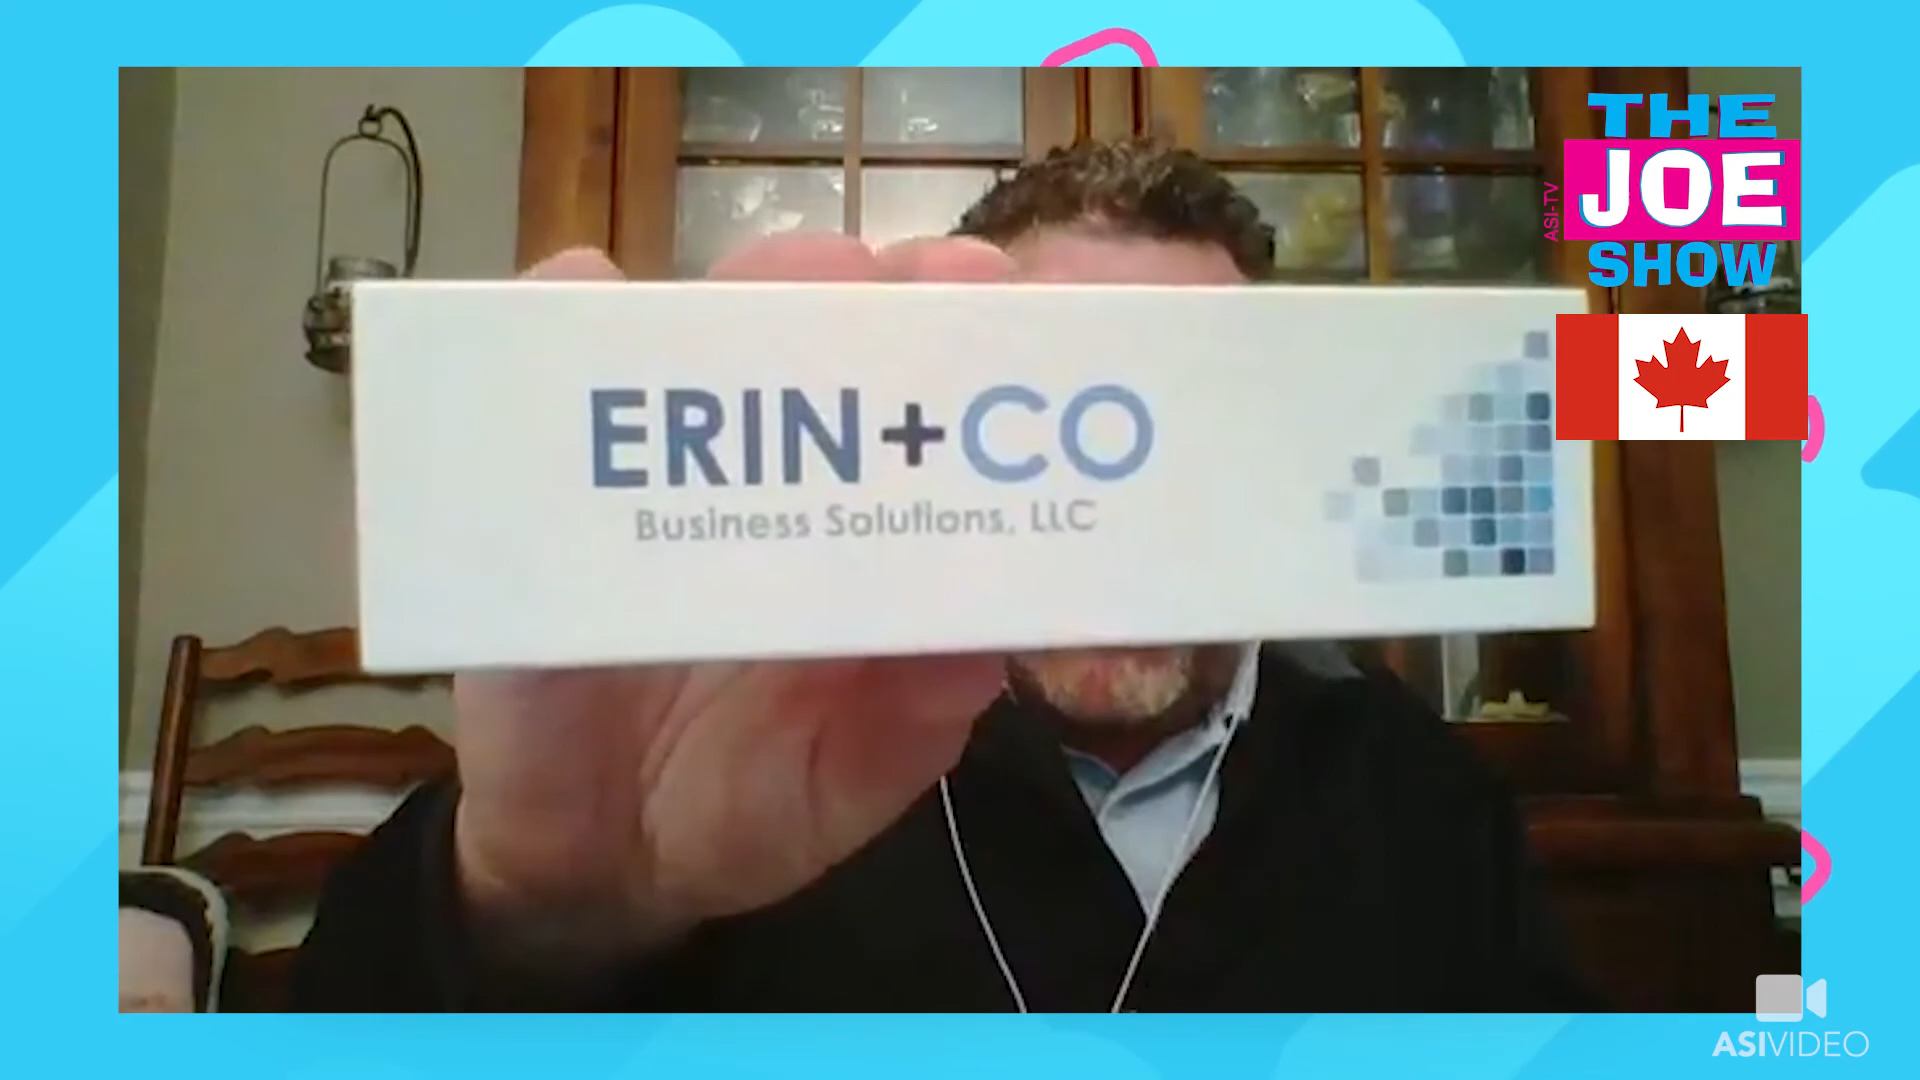 THE
JOE
SHOW
ASI-TV
ERIN+CO
Business Solutions, LLC
ASIVIDEO